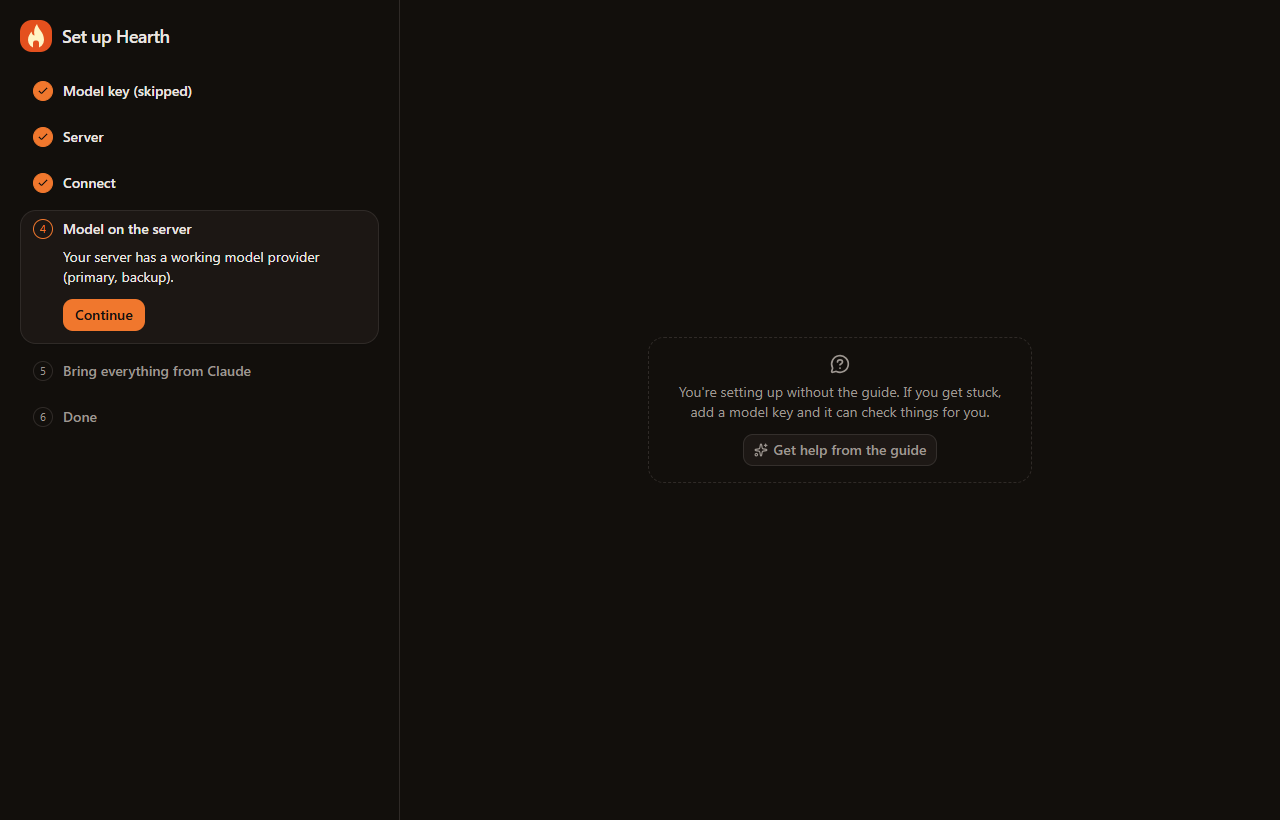 Set up Hearth
Model key (skipped)
Server
Connect
4
Model on the server
Your server has a working model provider
(primary, backup).
Continue
5
Bring everything from Claude
6
Done
You're setting up without the guide. If you get stuck,
add a model key and it can check things for you.
Get help from the guide